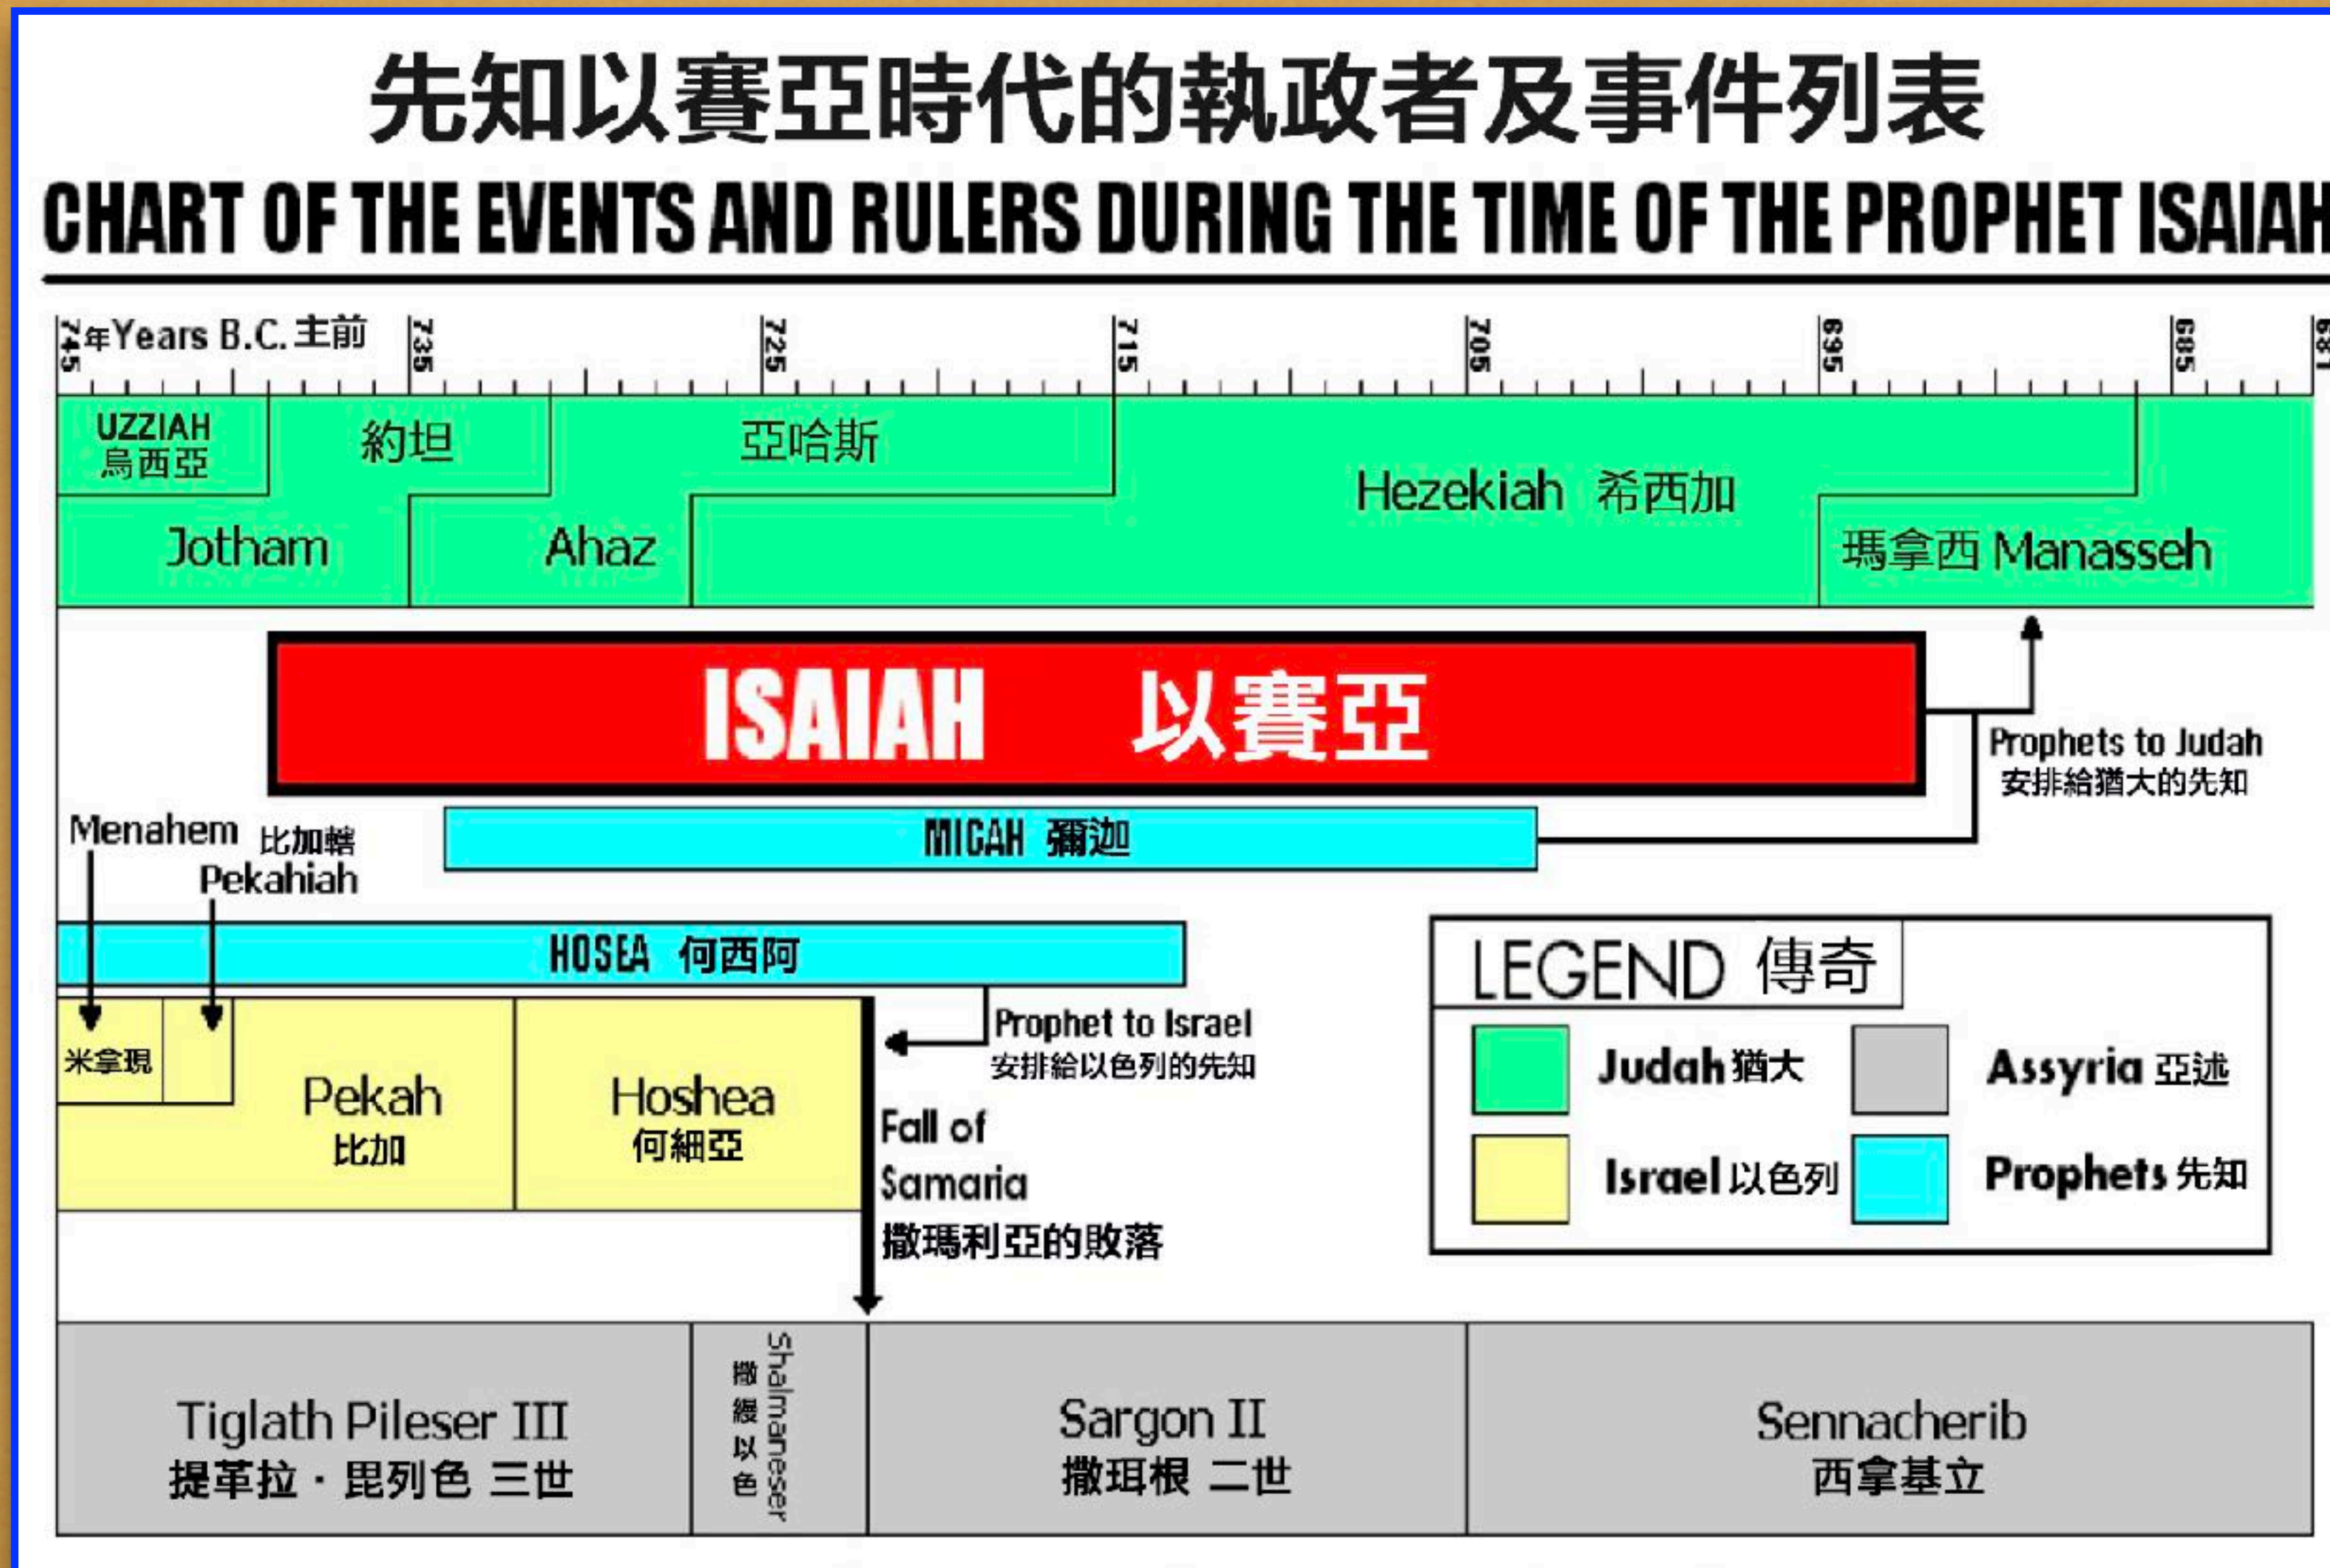 先知以賽亞時代的執政者及事件列表
CHART OF THE EVENTS AND RULERS DURING THE TIME OF THE PROPHET ISAIAH
745
年Years B.C.主前
735
725
715
705
695
685
681
UZZIAH
烏西亞
約坦
亞哈斯
Hezekiah 希西加
Jotham
Ahaz
瑪拿西 Manasseh
ISAIAH 以賽亞
Prophets to Judah
安排給猶大的先知
MICAH 彌迦
Menahem
比加轄
Pekahiah
HOSEA 何西阿
Prophet to Israel
安排給以色列的先知
米拿現
Pekah
比加
Hoshea
何細亞
Fall of
Samaria
撒瑪利亞的敗落
LEGEND 傳奇
Judah 猶大
Assyria 亞述
Israel 以色列
Prophets 先知
Tiglath Pileser III
提革拉·毘列色 三世
撒縵以色
Shalmaneser
Sargon II
撒珥根 二世
Sennacherib
西拿基立